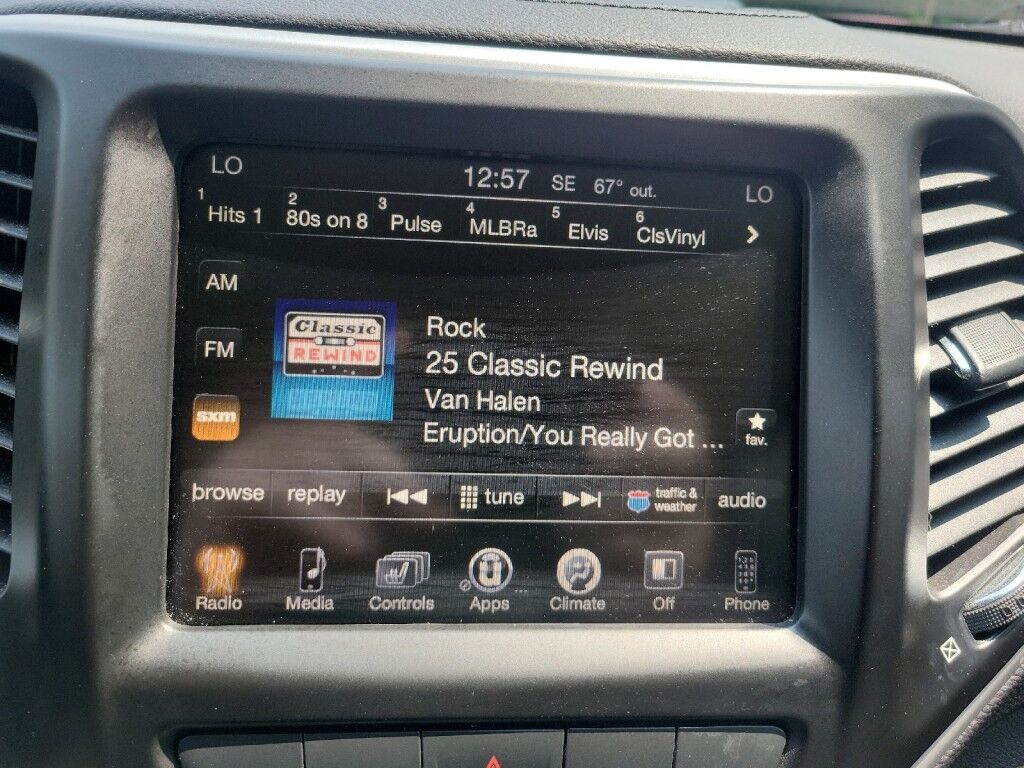 LO 12:57 SE 67° out. LO
1 Hits 1 2 80s on 8 3 Pulse 4 MLBRa 5 Elvis 6 ClsVinyl
AM
FM
sxm
Classic
REWIND
Rock
25 Classic Rewind
Van Halen
Eruption/You Really Got ...
fav.
browse replay tune traffic & weather audio
Radio Media Controls Apps Climate Off Phone